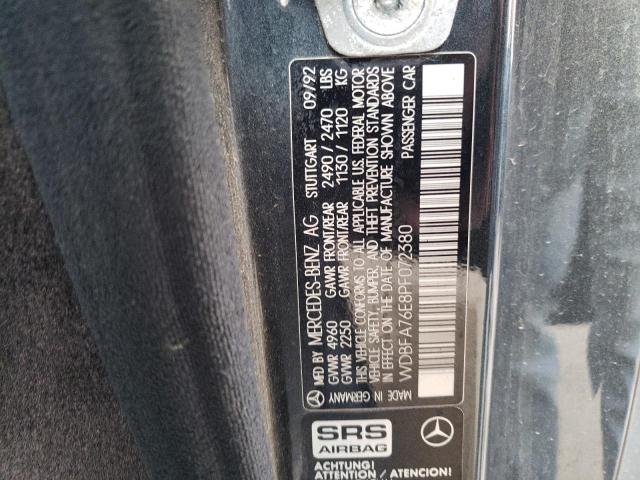 MFD BY MERCEDES-BENZ AG STUTTGART 09/92
GVWR 4960 GAWR FRONT/REAR 2490/2470 LBS
GVWR 2250 GAWR FRONT/REAR 1130/1120 KG
THIS VEHICLE CONFORMS TO ALL APPLICABLE U.S. FEDERAL MOTOR
VEHICLE SAFETY, BUMPER, AND THEFT PREVENTION STANDARDS
IN EFFECT ON THE DATE OF MANUFACTURE SHOWN ABOVE
WDBFA76E8PF072380 PASSENGER CAR
MADE IN GERMANY
SRS
AIRBAG
ACHTUNG!
ATTENTION / ATENCION!